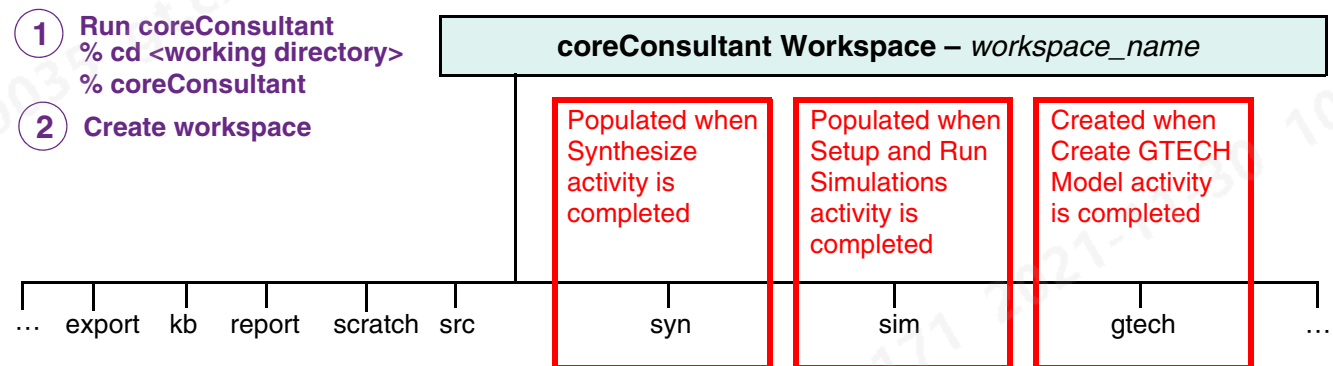 1
Run coreConsultant
% cd <working directory>
% coreConsultant
2
Create workspace
coreConsultant Workspace – workspace_name
Populated when
Synthesize
activity is
completed
Populated when
Setup and Run
Simulations
activity is
completed
Created when
Create GTECH
Model activity
is completed
… export kb report scratch src syn sim gtech …